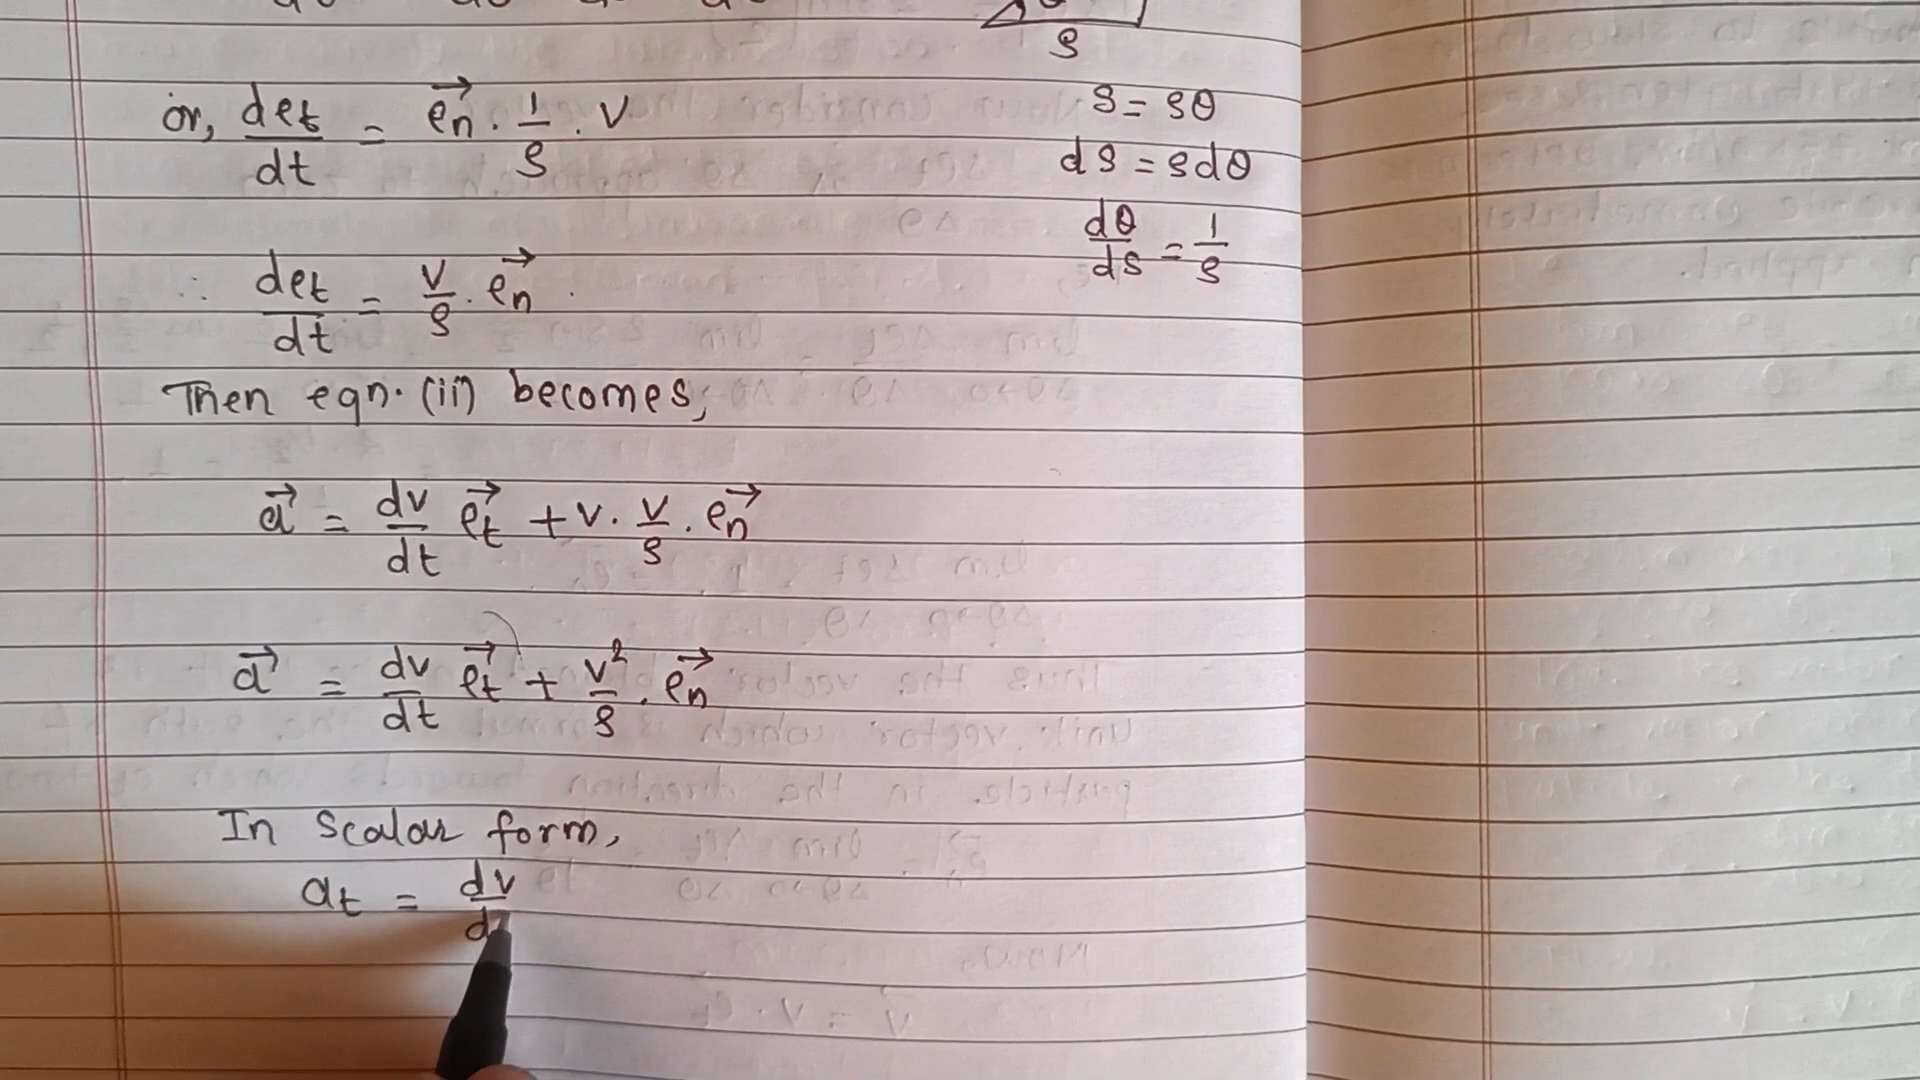 ρ
or, det/dt = en→ · 1/ρ · v
S = ρθ
dS = ρdθ
dθ/ds = 1/ρ
∴ det/dt = v/ρ · en→
Then eqn. (ii) becomes,
a→ = dv/dt et→ + v · v/ρ · en→
a→ = dv/dt et→ + v²/ρ · en→
In scalar form,
at = dv/d